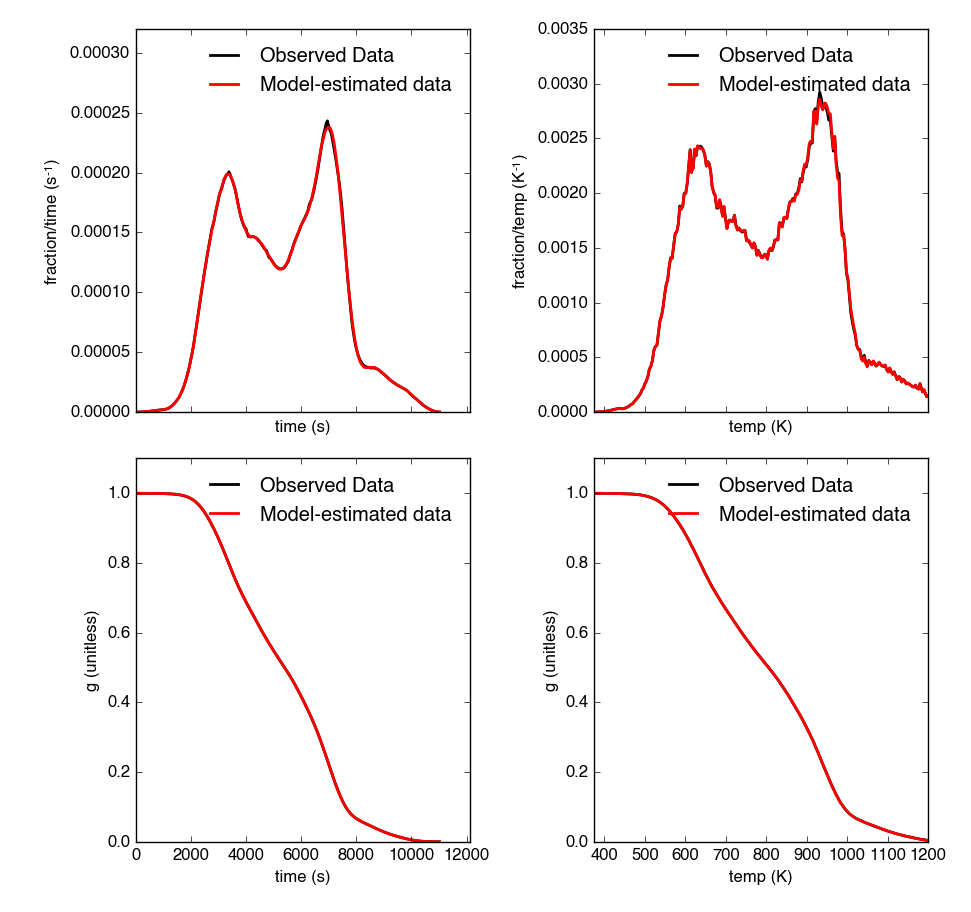 0.00030
0.00025
0.00020
0.00015
0.00010
0.00005
0.00000
fraction/time (s⁻¹)
Observed Data
Model-estimated data
time (s)
0.0035
0.0030
0.0025
0.0020
0.0015
0.0010
0.0005
0.0000
fraction/temp (K⁻¹)
Observed Data
Model-estimated data
temp (K)
1.0
0.8
0.6
0.4
0.2
0.0
g (unitless)
Observed Data
Model-estimated data
0 2000 4000 6000 8000 10000 12000
time (s)
1.0
0.8
0.6
0.4
0.2
0.0
g (unitless)
Observed Data
Model-estimated data
400 500 600 700 800 900 1000 1100 1200
temp (K)